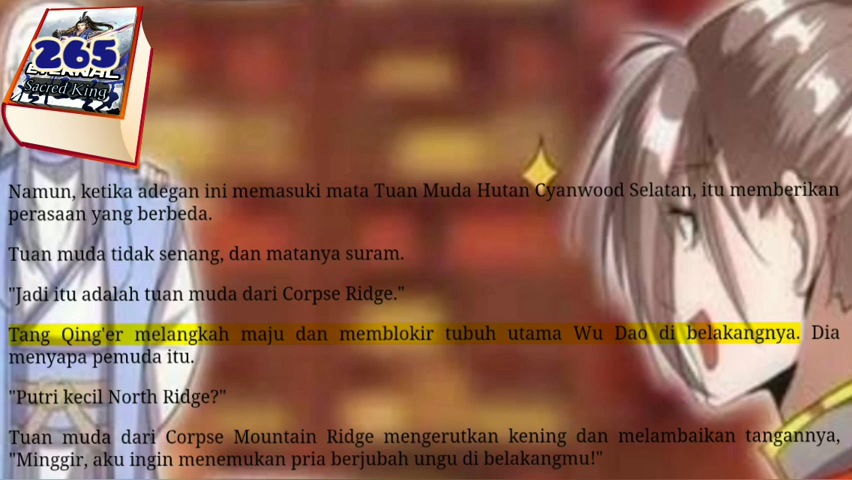 265
ETERNAL
Sacred King
Namun, ketika adegan ini memasuki mata Tuan Muda Hutan Cyanwood Selatan, itu memberikan
perasaan yang berbeda.
Tuan muda tidak senang, dan matanya suram.
"Jadi itu adalah tuan muda dari Corpse Ridge."
Tang Qing'er melangkah maju dan memblokir tubuh utama Wu Dao di belakangnya. Dia
menyapa pemuda itu.
"Putri kecil North Ridge?"
Tuan muda dari Corpse Mountain Ridge mengerutkan kening dan melambaikan tangannya,
"Minggir, aku ingin menemukan pria berjubah ungu di belakangmu!"